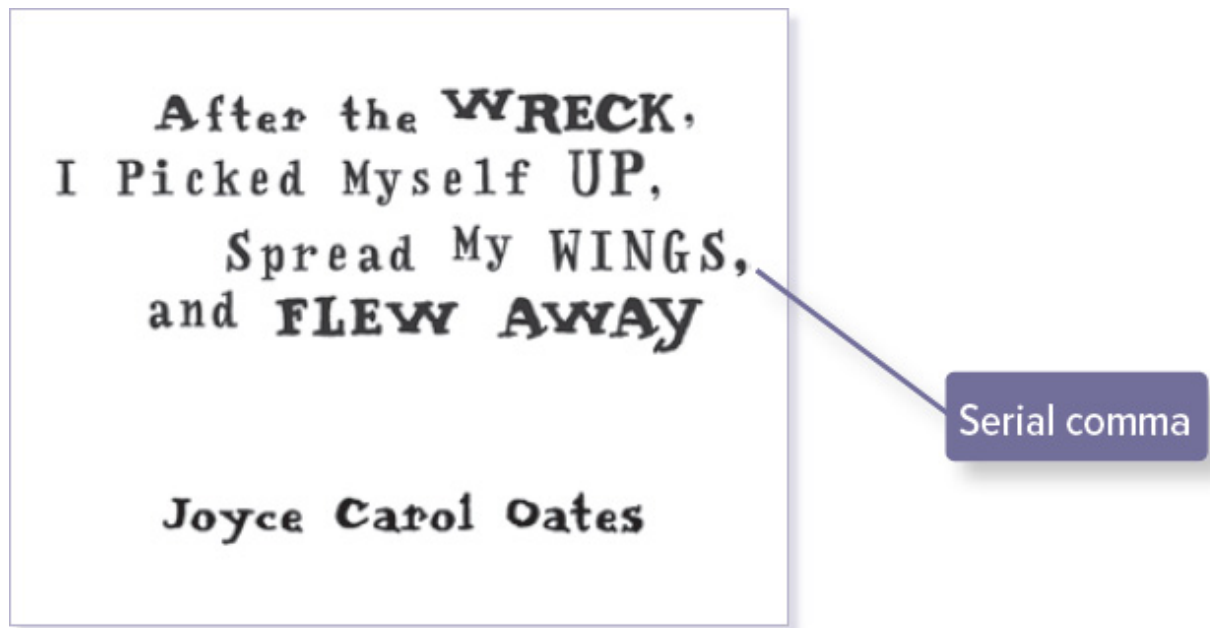 After the WRECK,
I Picked Myself UP,
Spread My WINGS,
and FLEW AWAY
Serial comma
Joyce Carol Oates